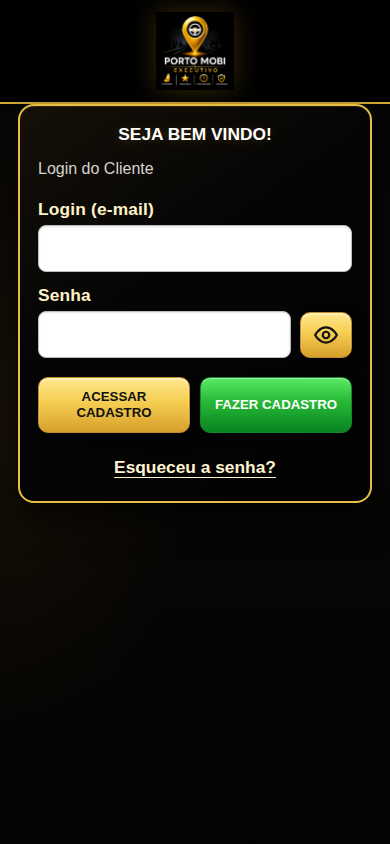 PORTO MOBI
EXECUTIVO
SEJA BEM VINDO!
Login do Cliente
Login (e-mail)
Senha
ACESSAR
CADASTRO
FAZER CADASTRO
Esqueceu a senha?